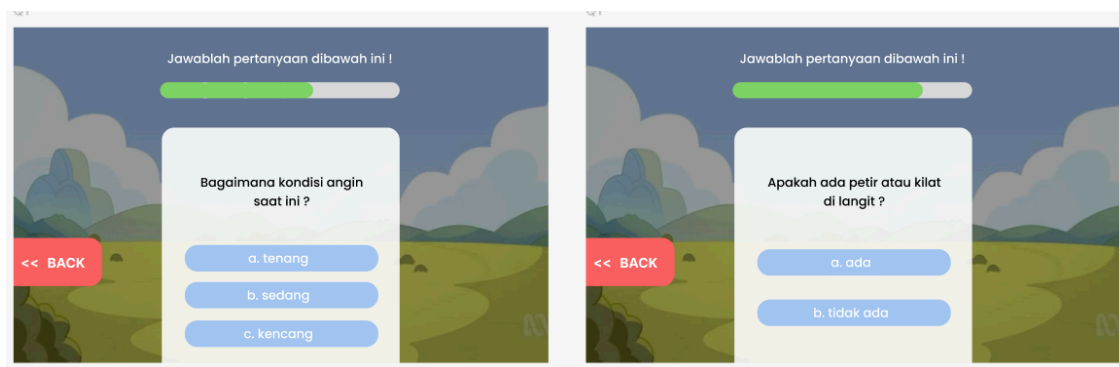 Jawablah pertanyaan dibawah ini !
Bagaimana kondisi angin
saat ini ?
<< BACK
a. tenang
b. sedang
c. kencang
Jawablah pertanyaan dibawah ini !
Apakah ada petir atau kilat
di langit ?
<< BACK
a. ada
b. tidak ada